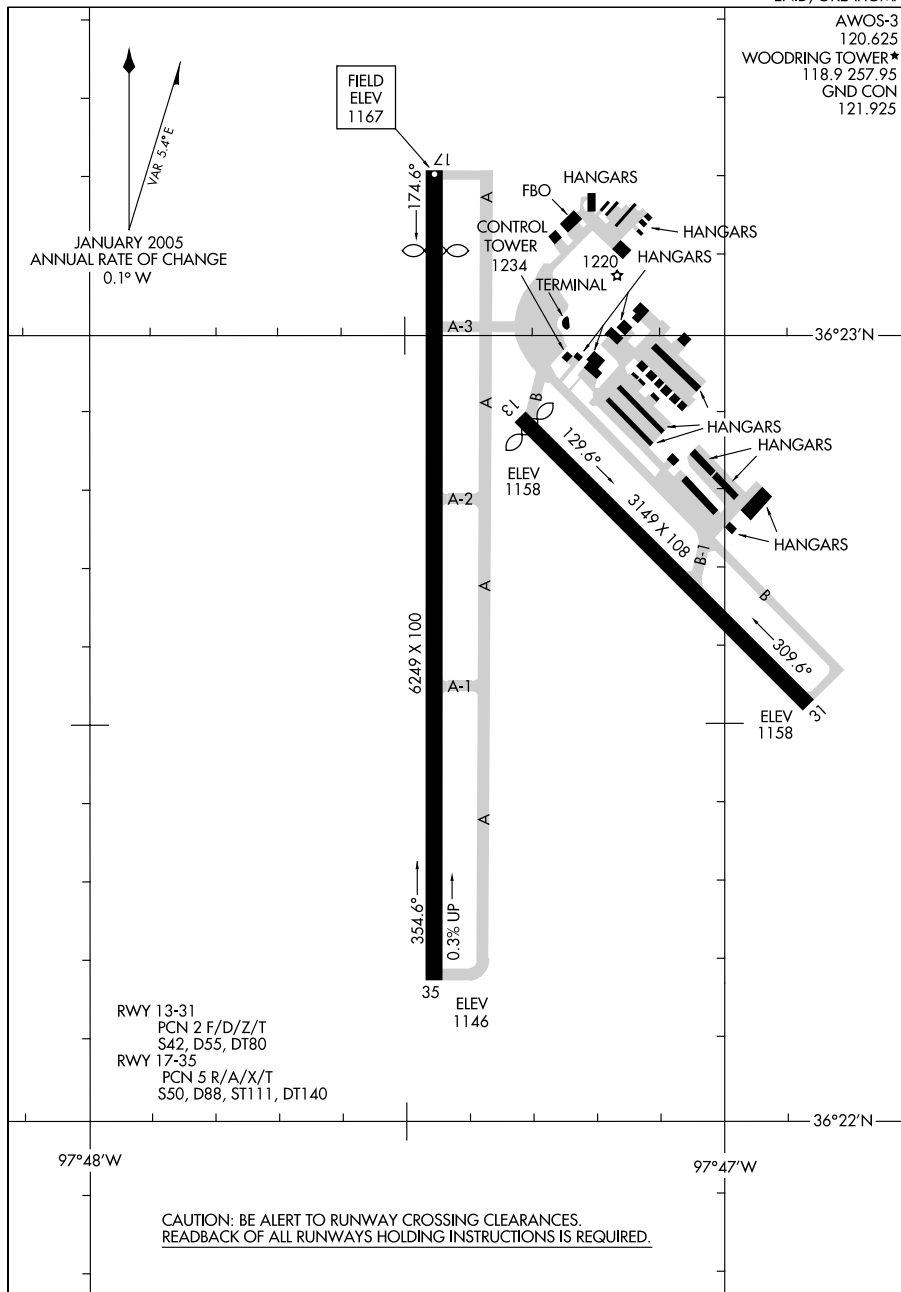 AWOS-3
120.625
WOODRING TOWER★
118.9 257.95
GND CON
121.925
FIELD
ELEV
1167
VAR 5.4° E
JANUARY 2005
ANNUAL RATE OF CHANGE
0.1° W
17
174.6°
A
FBO
HANGARS
HANGARS
CONTROL
TOWER
1234
1220
HANGARS
TERMINAL
A-3
36°23'N
A
B
13
HANGARS
129.6°
HANGARS
ELEV
1158
A-2
3149 X 108
HANGARS
B-1
A
B
6249 X 100
309.6°
A-1
31
ELEV
1158
A
354.6°
0.3% UP
35
ELEV
1146
RWY 13-31
PCN 2 F/D/Z/T
S42, D55, DT80
RWY 17-35
PCN 5 R/A/X/T
S50, D88, ST111, DT140
36°22'N
97°48'W
97°47'W
CAUTION: BE ALERT TO RUNWAY CROSSING CLEARANCES.
READBACK OF ALL RUNWAYS HOLDING INSTRUCTIONS IS REQUIRED.